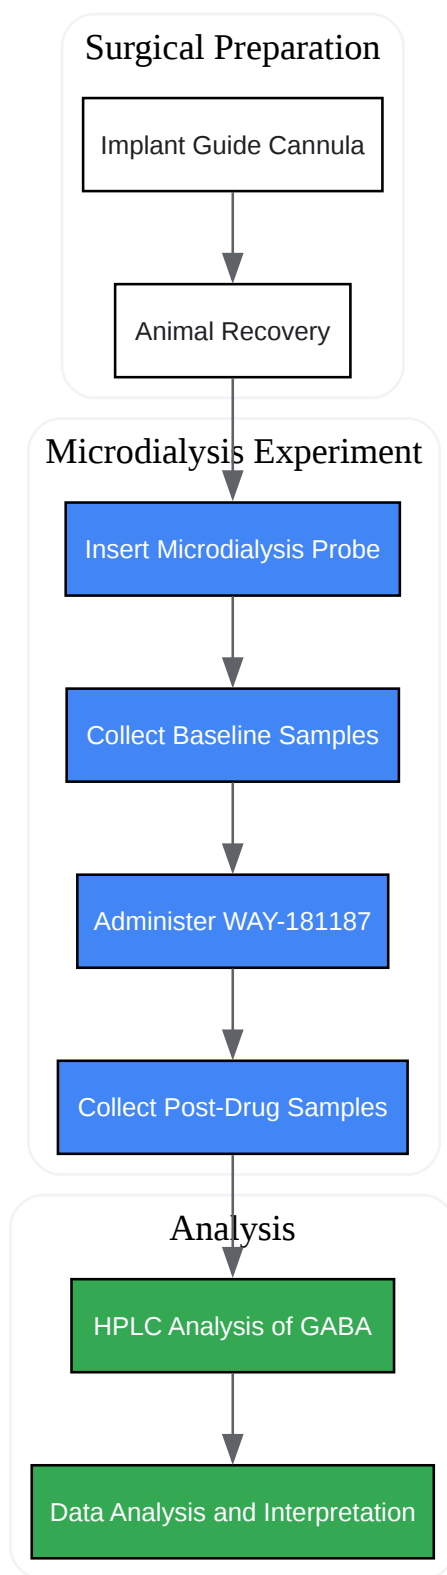 Surgical Preparation
Implant Guide Cannula
Animal Recovery
Microdialysis Experiment
Insert Microdialysis Probe
Collect Baseline Samples
Administer WAY-181187
Collect Post-Drug Samples
Analysis
HPLC Analysis of GABA
Data Analysis and Interpretation